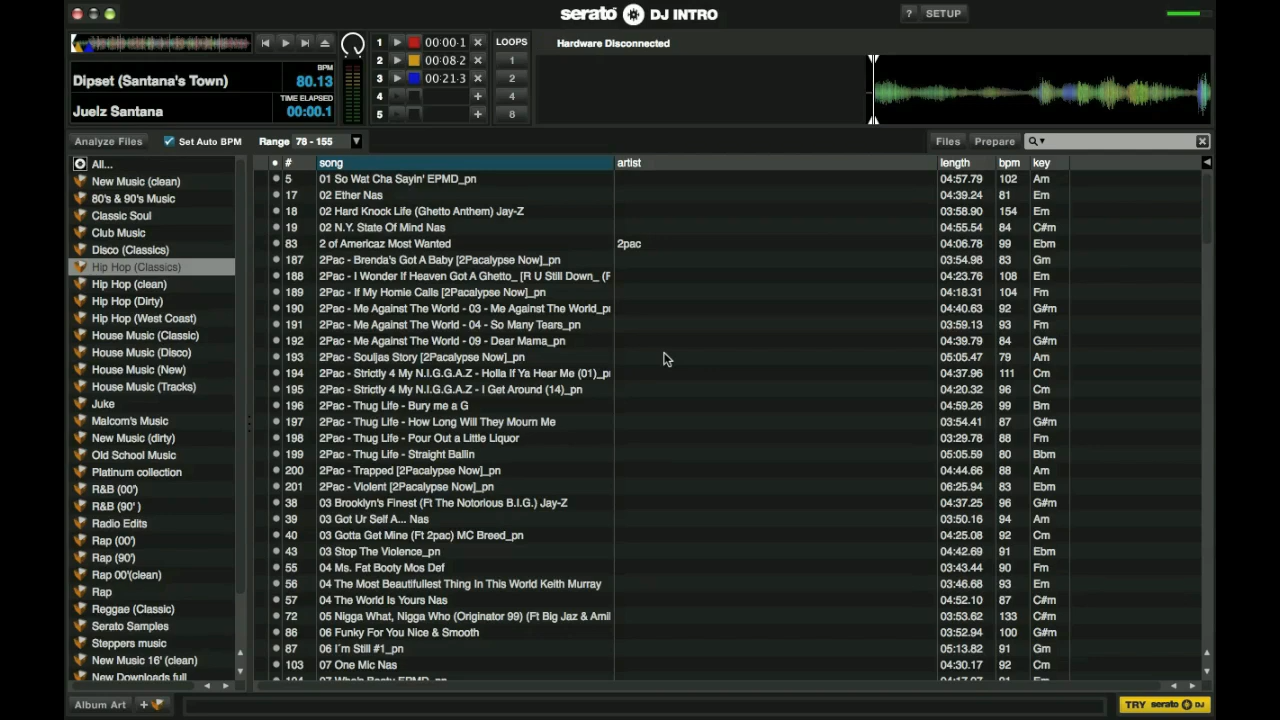 serato DJ INTRO
? SETUP
Dipset (Santana's Town)
BPM
80.13
Juelz Santana
TIME ELAPSED
00:00.1
1 00:00:1
2 00:08:2
3 00:21:3
4
5
LOOPS
1
2
4
8
Hardware Disconnected
Analyze Files Set Auto BPM Range 78 - 155 Files Prepare
All...
New Music (clean)
80's & 90's Music
Classic Soul
Club Music
Disco (Classics)
Hip Hop (Classics)
Hip Hop (clean)
Hip Hop (Dirty)
Hip Hop (West Coast)
House Music (Classic)
House Music (Disco)
House Music (New)
House Music (Tracks)
Juke
Malcom's Music
New Music (dirty)
Old School Music
Platinum collection
R&B (00')
R&B (90' )
Radio Edits
Rap (00')
Rap (90')
Rap 00'(clean)
Rap
Reggae (Classic)
Serato Samples
Steppers music
New Music 16' (clean)
New Downloads full
# song artist length bpm key
5 01 So Wat Cha Sayin' EPMD_pn 04:57.79 102 Am
17 02 Ether Nas 04:39.24 81 Em
18 02 Hard Knock Life (Ghetto Anthem) Jay-Z 03:58.90 154 Em
19 02 N.Y. State Of Mind Nas 04:55.54 84 C#m
83 2 of Americaz Most Wanted 2pac 04:06.78 99 Ebm
187 2Pac - Brenda's Got A Baby [2Pacalypse Now]_pn 03:54.98 83 Gm
188 2Pac - I Wonder If Heaven Got A Ghetto_ [R U Still Down_ (F 04:23.76 108 Em
189 2Pac - If My Homie Calls [2Pacalypse Now]_pn 04:18.31 104 Fm
190 2Pac - Me Against The World - 03 - Me Against The World_pn 04:40.63 92 G#m
191 2Pac - Me Against The World - 04 - So Many Tears_pn 03:59.13 93 Fm
192 2Pac - Me Against The World - 09 - Dear Mama_pn 04:39.79 84 G#m
193 2Pac - Souljas Story [2Pacalypse Now]_pn 05:05.47 79 Am
194 2Pac - Strictly 4 My N.I.G.G.A.Z - Holla If Ya Hear Me (01)_pn 04:37.96 111 Cm
195 2Pac - Strictly 4 My N.I.G.G.A.Z - I Get Around (14)_pn 04:20.32 96 Cm
196 2Pac - Thug Life - Bury me a G 04:59.26 99 Bm
197 2Pac - Thug Life - How Long Will They Mourn Me 03:54.41 87 G#m
198 2Pac - Thug Life - Pour Out a Little Liquor 03:29.78 88 Fm
199 2Pac - Thug Life - Straight Ballin 05:05.59 80 Bbm
200 2Pac - Trapped [2Pacalypse Now]_pn 04:44.66 88 Am
201 2Pac - Violent [2Pacalypse Now]_pn 06:25.94 83 Ebm
38 03 Brooklyn's Finest (Ft The Notorious B.I.G.) Jay-Z 04:37.25 96 G#m
39 03 Got Ur Self A... Nas 03:50.16 94 Am
40 03 Gotta Get Mine (Ft 2pac) MC Breed_pn 04:25.08 92 Cm
43 03 Stop The Violence_pn 04:42.69 91 Ebm
55 04 Ms. Fat Booty Mos Def 03:43.44 90 Fm
56 04 The Most Beautifullest Thing In This World Keith Murray 03:46.68 93 Em
57 04 The World Is Yours Nas 04:52.10 87 C#m
72 05 Nigga What, Nigga Who (Originator 99) (Ft Big Jaz & Amil 03:53.62 133 Cm
86 06 Funky For You Nice & Smooth 03:52.94 100 G#m
87 06 I´m Still #1_pn 05:13.82 91 Gm
103 07 One Mic Nas 04:30.17 92 Cm
Album Art TRY serato DJ